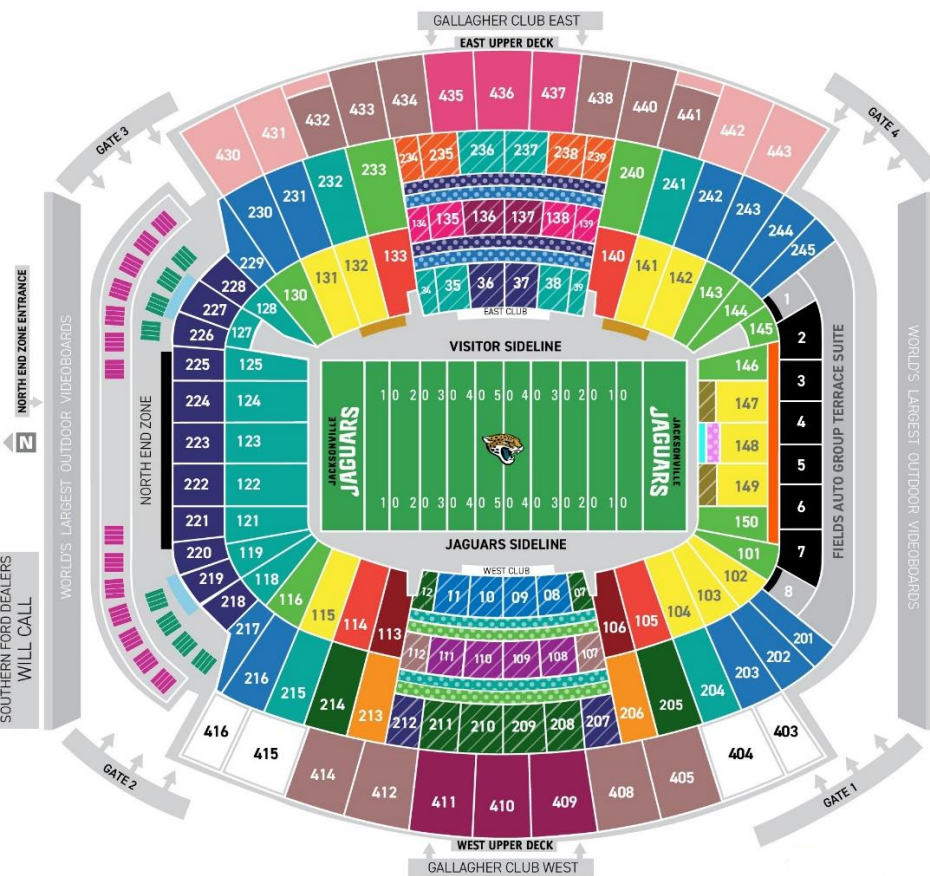 GALLAGHER CLUB EAST
EAST UPPER DECK
GATE 3
GATE 4
430 431 432 433 434 435 436 437 438 440 441 442 443
229 230 231 232 233 234 235 236 237 238 239 240 241 242 243 244 245
134 135 136 137 138 139
128 130 131 132 133 140 141 142 143 144 145
34 35 36 37 38 39
EAST CLUB
228
227
226
127
1
2
3
4
5
6
7
8
VISITOR SIDELINE
NORTH END ZONE ENTRANCE
N
WORLD'S LARGEST OUTDOOR VIDEOBOARDS
NORTH END ZONE
225 125
224 124
223 123
222 122
221 121
220 119
219 118
218
JACKSONVILLE
JAGUARS
1 0 2 0 3 0 4 0 5 0 4 0 3 0 2 0 1 0
1 0 2 0 3 0 4 0 5 0 4 0 3 0 2 0 1 0
JACKSONVILLE
JAGUARS
146
147
148
149
150
FIELDS AUTO GROUP TERRACE SUITE
WORLD'S LARGEST OUTDOOR VIDEOBOARDS
JAGUARS SIDELINE
SOUTHERN FORD DEALERS
WILL CALL
WEST CLUB
12 11 10 09 08 07
116 115 114 113 106 105 104 103 102 101
112 111 110 109 108 107
217 216 215 214 213 212 211 210 209 208 207 206 205 204 203 202 201
416 415 414 412 411 410 409 408 405 404 403
GATE 2
GATE 1
WEST UPPER DECK
GALLAGHER CLUB WEST